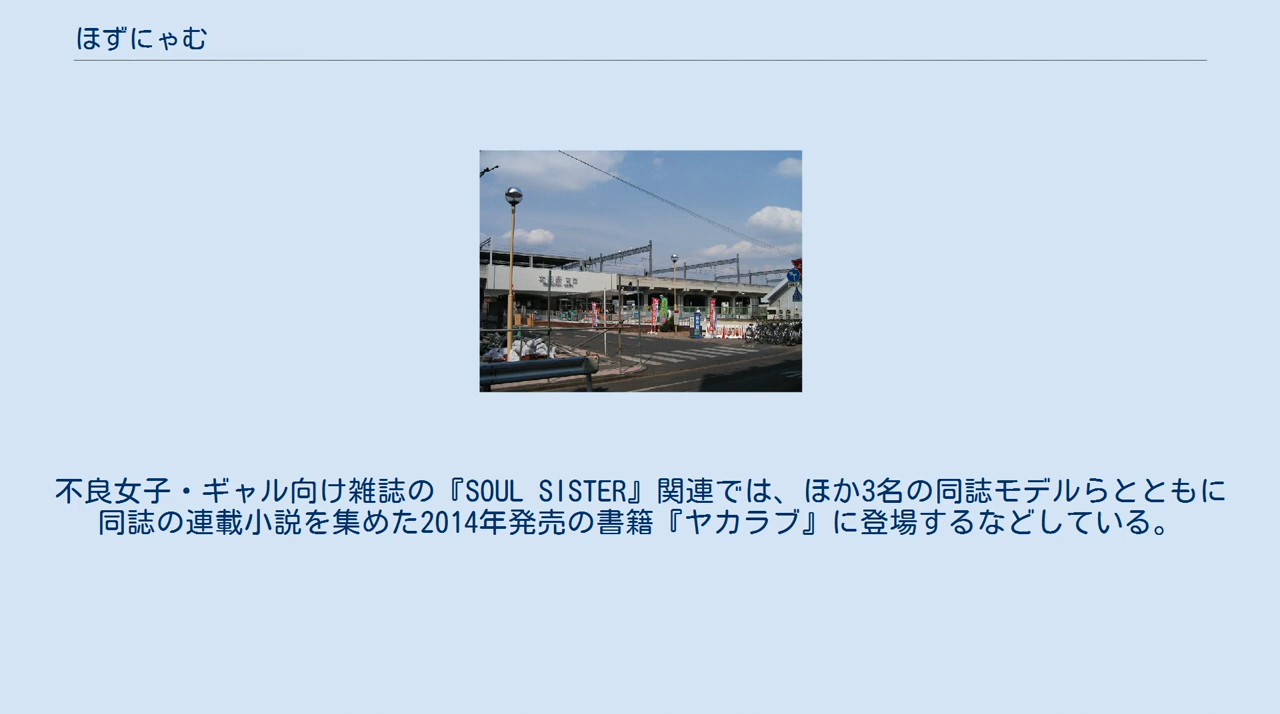 ほずにゃむ
不良女子・ギャル向け雑誌の『SOUL SISTER』関連では、ほか3名の同誌モデルらとともに
同誌の連載小説を集めた2014年発売の書籍『ヤカラブ』に登場するなどしている。